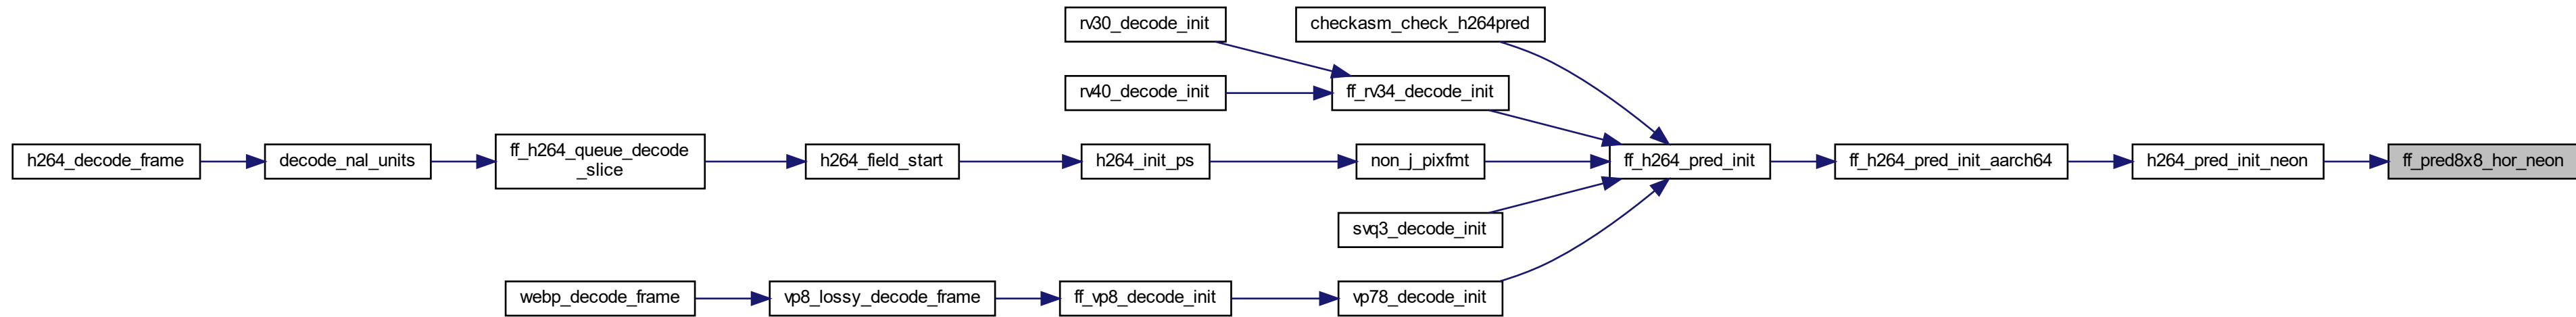 rv30_decode_init
checkasm_check_h264pred
rv40_decode_init
ff_rv34_decode_init
h264_decode_frame
decode_nal_units
ff_h264_queue_decode
_slice
h264_field_start
h264_init_ps
non_j_pixfmt
ff_h264_pred_init
ff_h264_pred_init_aarch64
h264_pred_init_neon
ff_pred8x8_hor_neon
svq3_decode_init
webp_decode_frame
vp8_lossy_decode_frame
ff_vp8_decode_init
vp78_decode_init